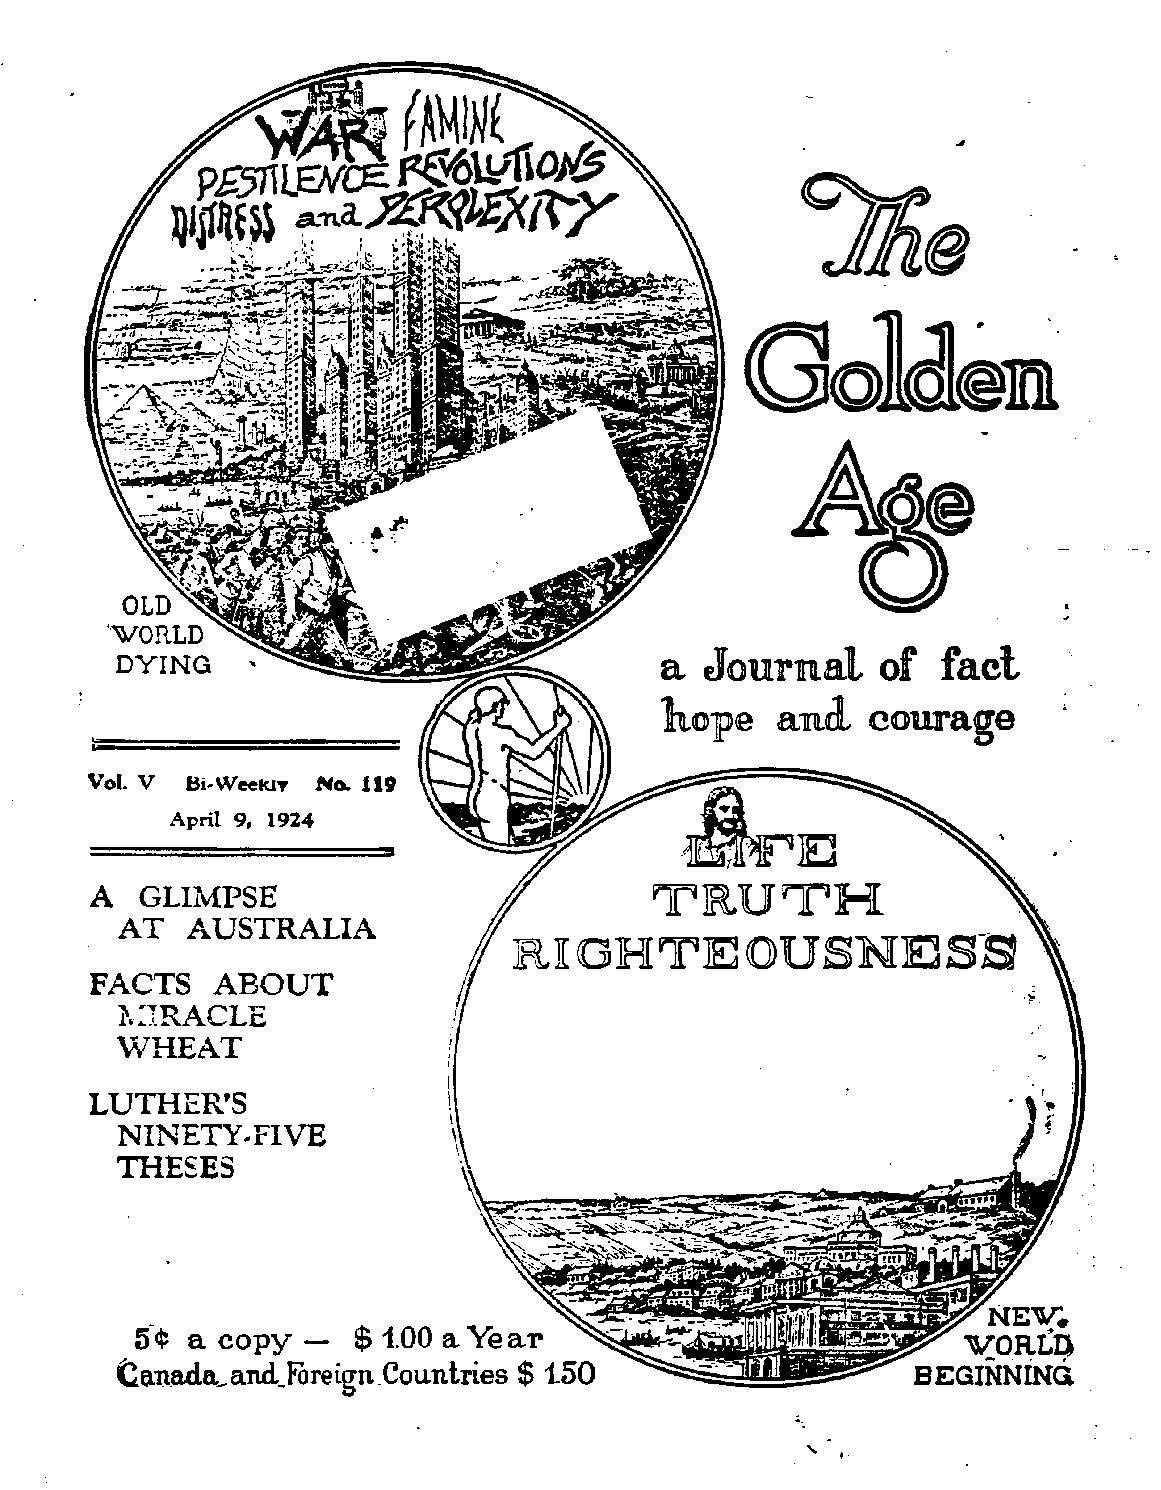 WAR FAMINE
PESTILENCE REVOLUTIONS
DISTRESS and PERPLEXITY
The
Golden
Age
OLD
WORLD
DYING
a Journal of fact
hope and courage
Vol. V Bi-Weekly No. 119
April 9, 1924
A GLIMPSE
AT AUSTRALIA
FACTS ABOUT
MIRACLE
WHEAT
LUTHER'S
NINETY-FIVE
THESES
LIFE
TRUTH
RIGHTEOUSNESS
5¢ a copy — $ 1.00 a Year
Canada and Foreign Countries $ 1.50
NEW
WORLD
BEGINNING